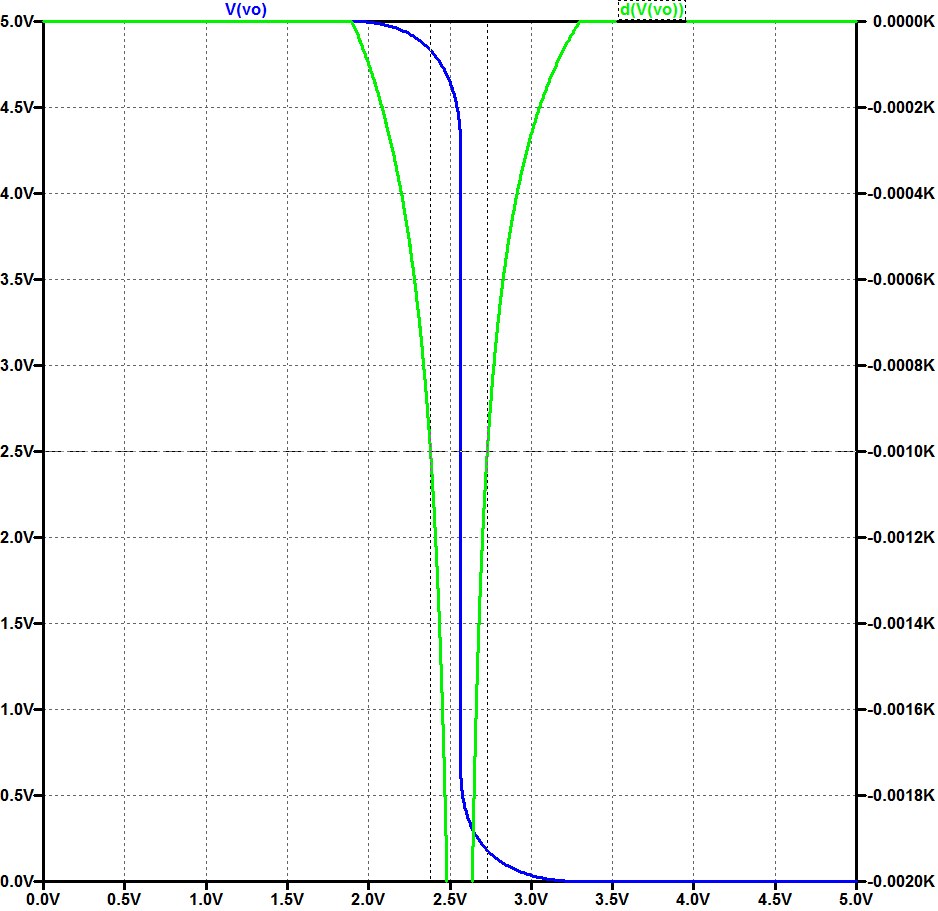 V(vo) d(V(vo))
5.0V 0.0000K
4.5V -0.0002K
4.0V -0.0004K
3.5V -0.0006K
3.0V -0.0008K
2.5V -0.0010K
2.0V -0.0012K
1.5V -0.0014K
1.0V -0.0016K
0.5V -0.0018K
0.0V -0.0020K
0.0V 0.5V 1.0V 1.5V 2.0V 2.5V 3.0V 3.5V 4.0V 4.5V 5.0V